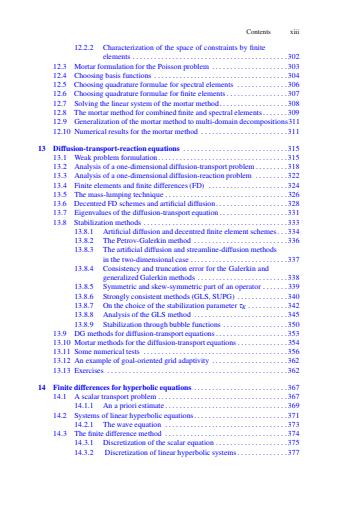 Contents xiii
12.2.2 Characterization of the space of constraints by finite
elements . . . . . . . . . . . . . . . . . . . . . . . . . . . . . . . . . . . . . . . . 302
12.3 Mortar formulation for the Poisson problem . . . . . . . . . . . . . . . . . . . . 303
12.4 Choosing basis functions . . . . . . . . . . . . . . . . . . . . . . . . . . . . . . . . . . . 304
12.5 Choosing quadrature formulae for spectral elements . . . . . . . . . . . . . 306
12.6 Choosing quadrature formulae for finite elements . . . . . . . . . . . . . . . 307
12.7 Solving the linear system of the mortar method . . . . . . . . . . . . . . . . . 308
12.8 The mortar method for combined finite and spectral elements . . . . . . 309
12.9 Generalization of the mortar method to multi-domain decompositions 311
12.10 Numerical results for the mortar method . . . . . . . . . . . . . . . . . . . . . . 311
13 Diffusion-transport-reaction equations . . . . . . . . . . . . . . . . . . . . . . . . . . 315
13.1 Weak problem formulation . . . . . . . . . . . . . . . . . . . . . . . . . . . . . . . . . 315
13.2 Analysis of a one-dimensional diffusion-transport problem . . . . . . . . 318
13.3 Analysis of a one-dimensional diffusion-reaction problem . . . . . . . . 322
13.4 Finite elements and finite differences (FD) . . . . . . . . . . . . . . . . . . . . . 324
13.5 The mass-lumping technique . . . . . . . . . . . . . . . . . . . . . . . . . . . . . . . 326
13.6 Decentred FD schemes and artificial diffusion . . . . . . . . . . . . . . . . . . 328
13.7 Eigenvalues of the diffusion-transport equation . . . . . . . . . . . . . . . . . 331
13.8 Stabilization methods . . . . . . . . . . . . . . . . . . . . . . . . . . . . . . . . . . . . . 333
13.8.1 Artificial diffusion and decentred finite element schemes . . . 334
13.8.2 The Petrov-Galerkin method . . . . . . . . . . . . . . . . . . . . . . . . 336
13.8.3 The artificial diffusion and streamline-diffusion methods
in the two-dimensional case . . . . . . . . . . . . . . . . . . . . . . . . . 337
13.8.4 Consistency and truncation error for the Galerkin and
generalized Galerkin methods . . . . . . . . . . . . . . . . . . . . . . . 338
13.8.5 Symmetric and skew-symmetric part of an operator . . . . . . . 339
13.8.6 Strongly consistent methods (GLS, SUPG) . . . . . . . . . . . . . 340
13.8.7 On the choice of the stabilization parameter τK . . . . . . . . . . 342
13.8.8 Analysis of the GLS method . . . . . . . . . . . . . . . . . . . . . . . . 345
13.8.9 Stabilization through bubble functions . . . . . . . . . . . . . . . . 350
13.9 DG methods for diffusion-transport equations . . . . . . . . . . . . . . . . . . 353
13.10 Mortar methods for the diffusion-transport equations . . . . . . . . . . . . . 354
13.11 Some numerical tests . . . . . . . . . . . . . . . . . . . . . . . . . . . . . . . . . . . . . 356
13.12 An example of goal-oriented grid adaptivity . . . . . . . . . . . . . . . . . . . . 362
13.13 Exercises . . . . . . . . . . . . . . . . . . . . . . . . . . . . . . . . . . . . . . . . . . . . . . . 362
14 Finite differences for hyperbolic equations . . . . . . . . . . . . . . . . . . . . . . . 367
14.1 A scalar transport problem . . . . . . . . . . . . . . . . . . . . . . . . . . . . . . . . . 367
14.1.1 An a priori estimate . . . . . . . . . . . . . . . . . . . . . . . . . . . . . . . 369
14.2 Systems of linear hyperbolic equations . . . . . . . . . . . . . . . . . . . . . . . . 371
14.2.1 The wave equation . . . . . . . . . . . . . . . . . . . . . . . . . . . . . . . . 373
14.3 The finite difference method . . . . . . . . . . . . . . . . . . . . . . . . . . . . . . . . 374
14.3.1 Discretization of the scalar equation . . . . . . . . . . . . . . . . . . 375
14.3.2 Discretization of linear hyperbolic systems . . . . . . . . . . . . . 377